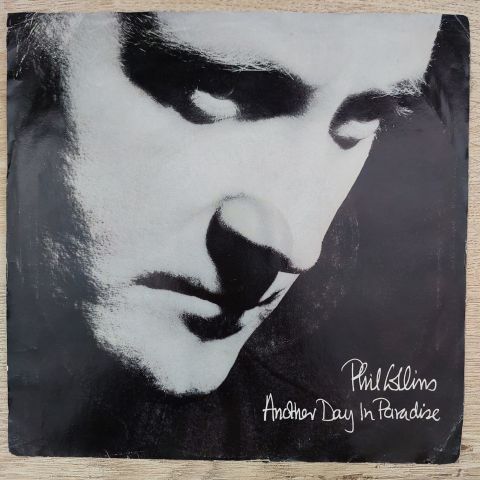 Phil Collins
Another Day In Paradise